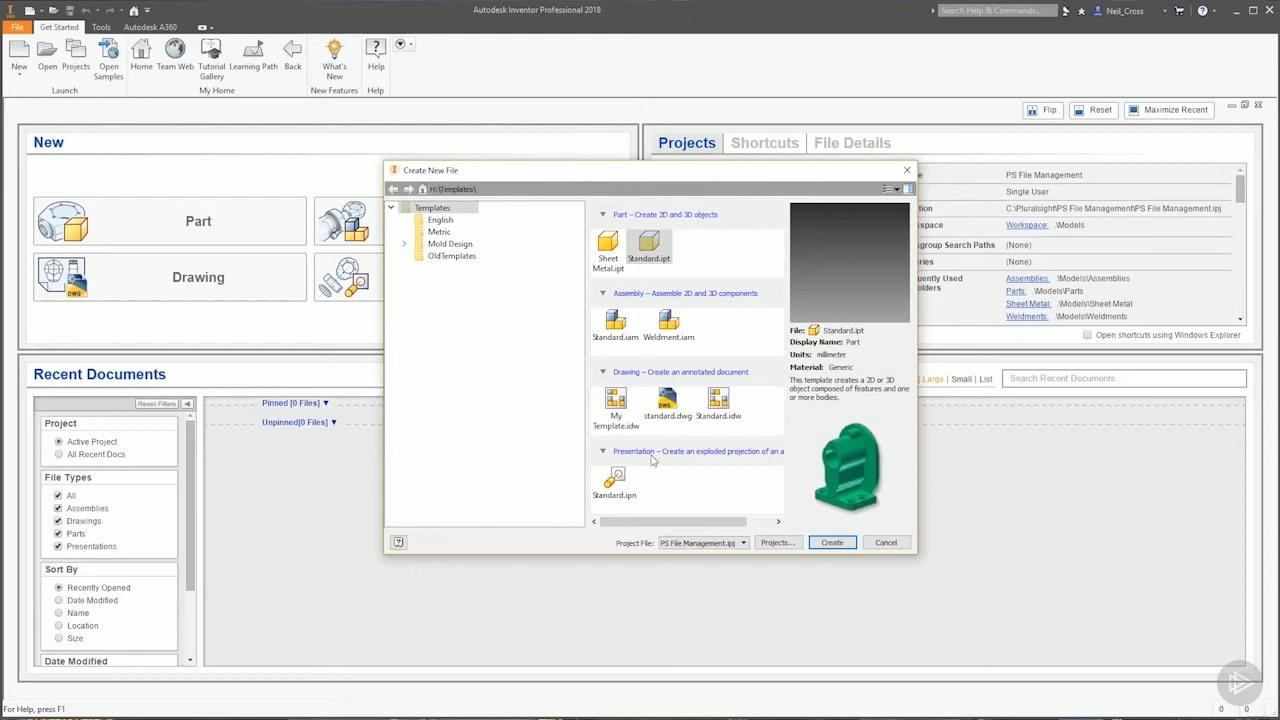 Autodesk Inventor Professional 2018
Search Help & Commands...
Neil_Cross
File
Get Started
Tools
Autodesk A360
New
Open
Projects
Open Samples
Home
Team Web
Tutorial Gallery
Learning Path
Back
What's New
Help
Launch
My Home
New Features
Help
Flip
Reset
Maximize Recent
New
Part
Drawing
Projects
Shortcuts
File Details
PS File Management
Single User
C:\Pluralsight\PS File Management\PS File Management.ipj
Workspace: .\Models
Search Paths (None)
(None)
Used
Assemblies: .\Models\Assemblies
Parts: .\Models\Parts
Sheet Metal: .\Models\Sheet Metal
Weldments: .\Models\Weldments
Open shortcuts using Windows Explorer
Create New File
H:\Templates\
Templates
English
Metric
Mold Design
OldTemplates
Part – Create 2D and 3D objects
Sheet Metal.ipt
Standard.ipt
Assembly – Assemble 2D and 3D components
Standard.iam
Weldment.iam
Drawing – Create an annotated document
My Template.idw
standard.dwg
Standard.idw
Presentation – Create an exploded projection of an a
Standard.ipn
File: Standard.ipt
Display Name: Part
Units: millimeter
Material: Generic
This template creates a 2D or 3D
object composed of features and one
or more bodies.
Project File:
PS File Management.ipj
Projects...
Create
Cancel
Recent Documents
Large | Small | List
Search Recent Documents...
Reset Filters
Pinned [0 Files]
Unpinned[0 Files]
Project
Active Project
All Recent Docs
File Types
All
Assemblies
Drawings
Parts
Presentations
Sort By
Recently Opened
Date Modified
Name
Location
Size
Date Modified
For Help, press F1
0
0